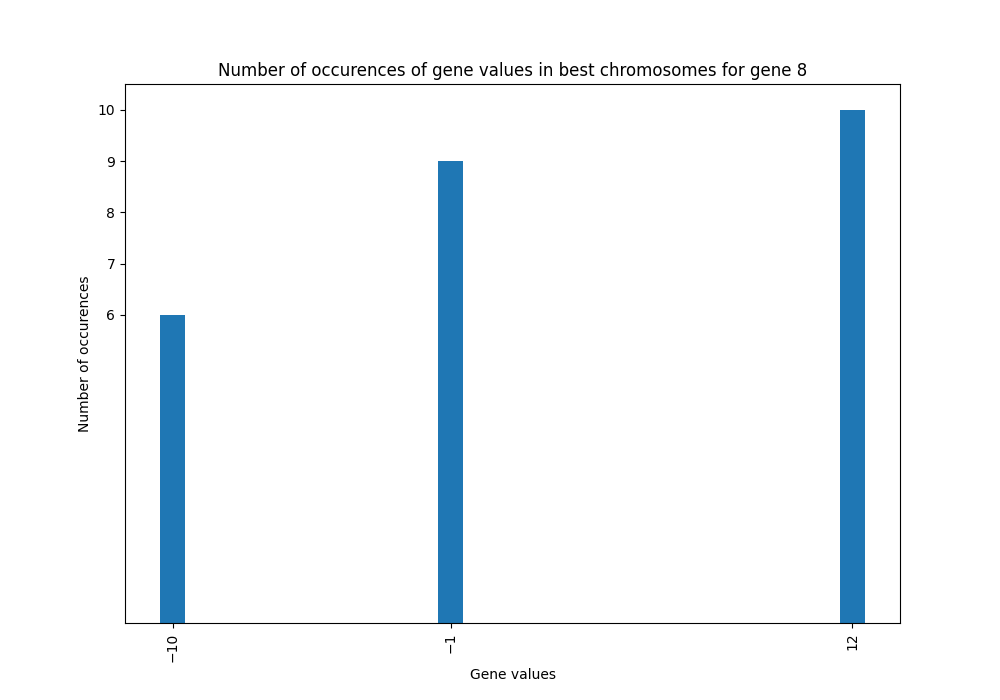 Number of occurences of gene values in best chromosomes for gene 8
10
9
8
7
6
Number of occurences
−10
−1
12
Gene values